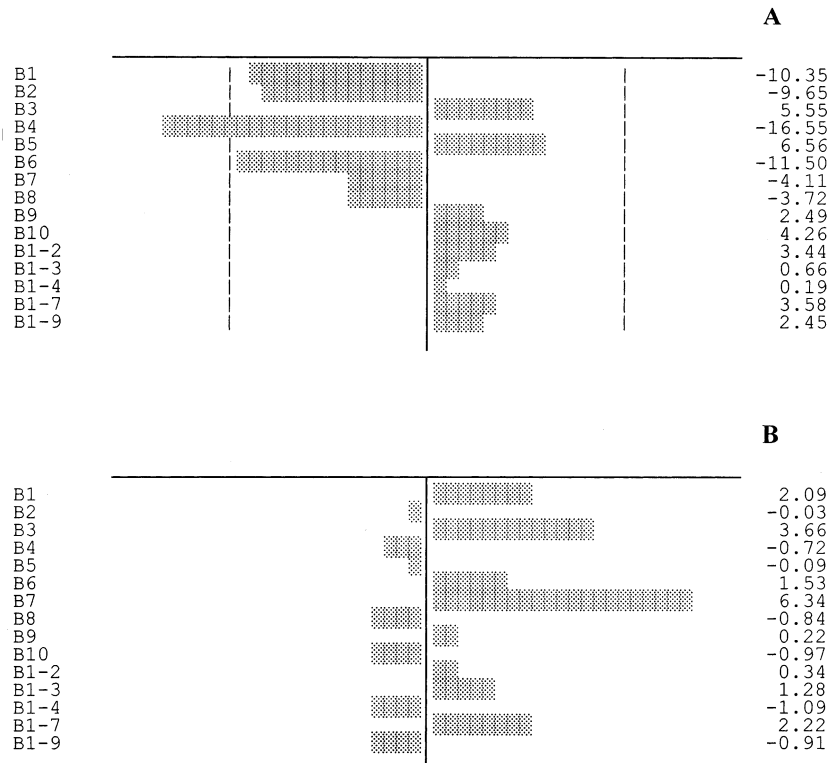 A
B1 -10.35
B2 -9.65
B3 5.55
B4 -16.55
B5 6.56
B6 -11.50
B7 -4.11
B8 -3.72
B9 2.49
B10 4.26
B1-2 3.44
B1-3 0.66
B1-4 0.19
B1-7 3.58
B1-9 2.45
B
B1 2.09
B2 -0.03
B3 3.66
B4 -0.72
B5 -0.09
B6 1.53
B7 6.34
B8 -0.84
B9 0.22
B10 -0.97
B1-2 0.34
B1-3 1.28
B1-4 -1.09
B1-7 2.22
B1-9 -0.91